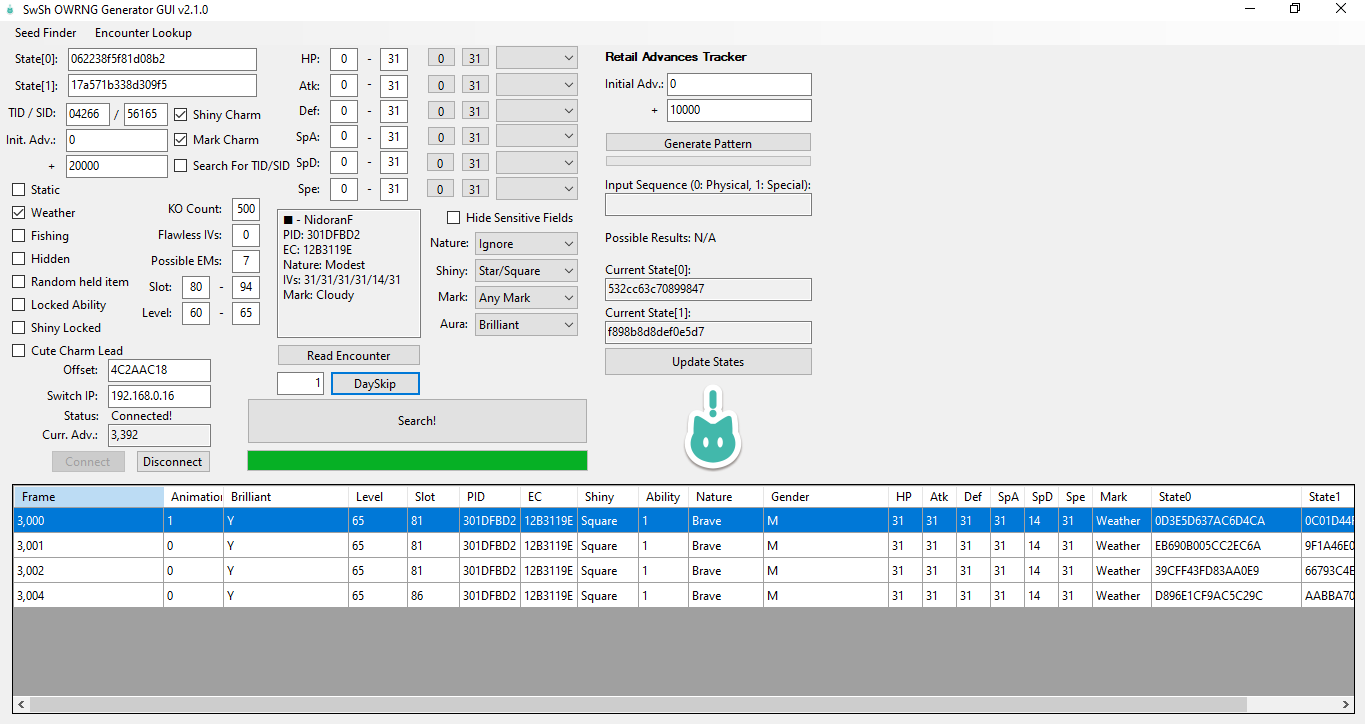 SwSh OWRNG Generator GUI v2.1.0
Seed Finder Encounter Lookup
State[0]: 062238f5f81d08b2
State[1]: 17a571b338d309f5
TID / SID: 04266 / 56165 Shiny Charm
Init. Adv.: 0 Mark Charm
+ 20000 Search For TID/SID
Static
Weather
Fishing
Hidden
Random held item
Locked Ability
Shiny Locked
Cute Charm Lead
KO Count: 500
Flawless IVs: 0
Possible EMs: 7
Slot: 80 - 94
Level: 60 - 65
Offset: 4C2AAC18
Switch IP: 192.168.0.16
Status: Connected!
Curr. Adv.: 3,392
Connect Disconnect
HP: 0 - 31 0 31
Atk: 0 - 31 0 31
Def: 0 - 31 0 31
SpA: 0 - 31 0 31
SpD: 0 - 31 0 31
Spe: 0 - 31 0 31
■ - NidoranF
PID: 301DFBD2
EC: 12B3119E
Nature: Modest
IVs: 31/31/31/31/14/31
Mark: Cloudy
Hide Sensitive Fields
Nature: Ignore
Shiny: Star/Square
Mark: Any Mark
Aura: Brilliant
Read Encounter
1 DaySkip
Search!
Retail Advances Tracker
Initial Adv.: 0
+ 10000
Generate Pattern
Input Sequence (0: Physical, 1: Special):
Possible Results: N/A
Current State[0]:
532cc63c70899847
Current State[1]:
f898b8d8def0e5d7
Update States
Frame Animation Brilliant Level Slot PID EC Shiny Ability Nature Gender HP Atk Def SpA SpD Spe Mark State0 State1
3,000 1 Y 65 81 301DFBD2 12B3119E Square 1 Brave M 31 31 31 31 14 31 Weather 0D3E5D637AC6D4CA 0C01D44F
3,001 0 Y 65 81 301DFBD2 12B3119E Square 1 Brave M 31 31 31 31 14 31 Weather EB690B005CC2EC6A 9F1A46E0
3,002 0 Y 65 81 301DFBD2 12B3119E Square 1 Brave M 31 31 31 31 14 31 Weather 39CFF43FD83AA0E9 66793C4E
3,004 0 Y 65 86 301DFBD2 12B3119E Square 1 Brave M 31 31 31 31 14 31 Weather D896E1CF9AC5C29C AABBA70